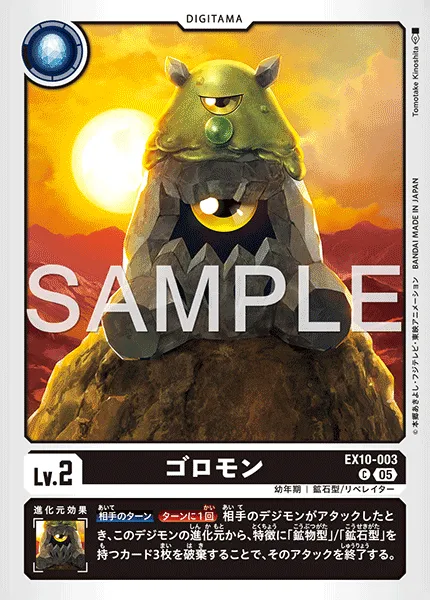 DIGITAMA
Tomotake Kinoshita
SAMPLE
©本郷あきよし・フジテレビ・東映アニメーション BANDAI MADE IN JAPAN
EX10-003
Lv.2
ゴロモン
C 05
幼年期 | 鉱石型/リベレイター
進化元効果
相手のターン ターンに1回 相手のデジモンがアタックしたと
き、このデジモンの進化元から、特徴に「鉱物型」/「鉱石型」を
持つカード3枚を破棄することで、そのアタックを終了する。